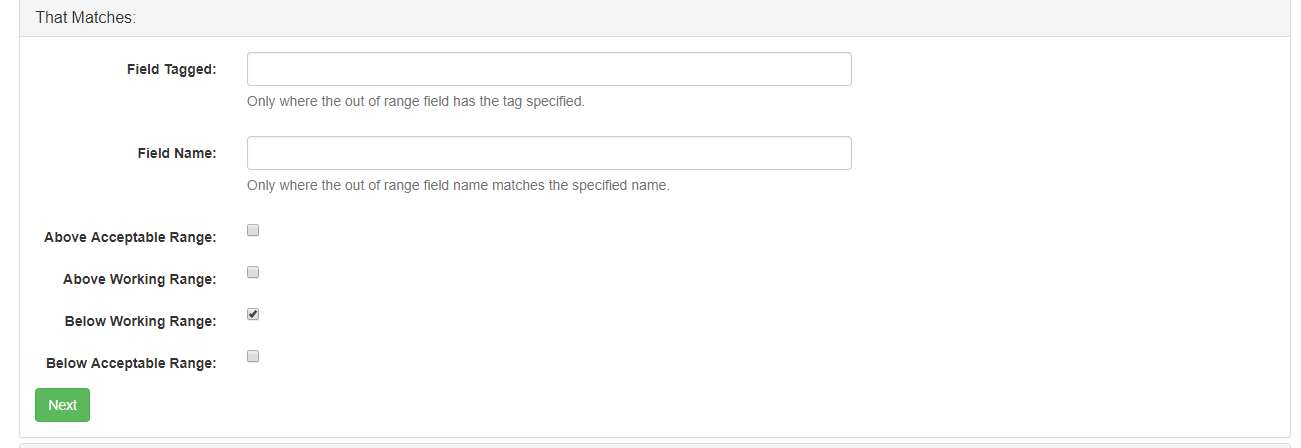 That Matches:
Field Tagged:
Only where the out of range field has the tag specified.
Field Name:
Only where the out of range field name matches the specified name.
Above Acceptable Range:
Above Working Range:
Below Working Range:
Below Acceptable Range:
Next